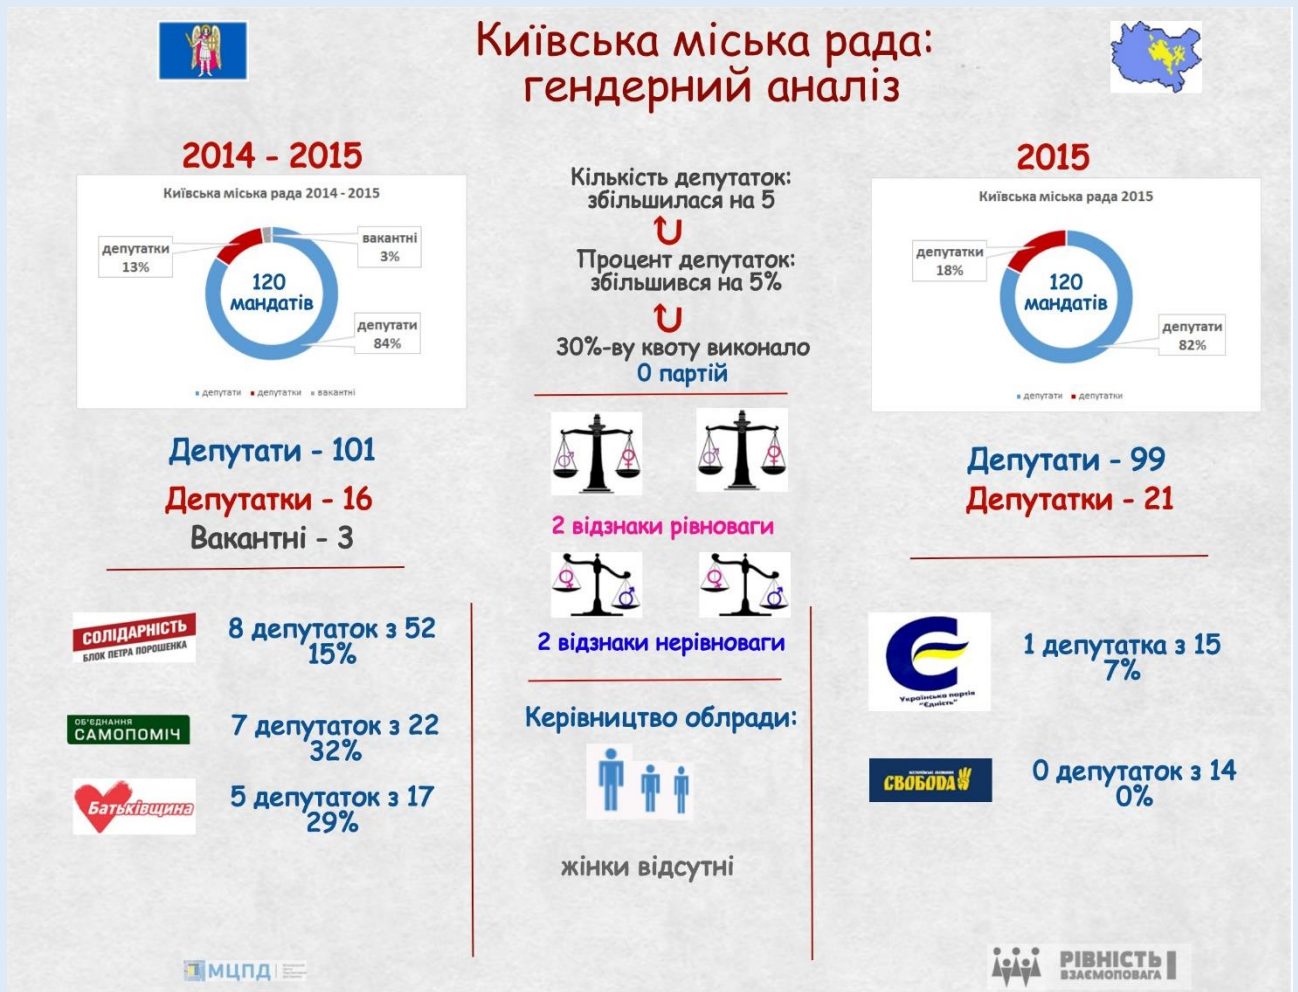 Київська міська рада:
гендерний аналіз
2014 - 2015
Київська міська рада 2014 - 2015
депутатки
13%
вакантні
3%
120
мандатів
депутати
84%
депутати депутатки вакантні
Депутати - 101
Депутатки - 16
Вакантні - 3
Кількість депутаток:
збільшилася на 5
Процент депутаток:
збільшився на 5%
30%-ву квоту виконало
0 партій
2 відзнаки рівноваги
2 відзнаки нерівноваги
Керівництво облради:
жінки відсутні
2015
Київська міська рада 2015
депутатки
18%
120
мандатів
депутати
82%
депутати депутатки
Депутати - 99
Депутатки - 21
СОЛІДАРНІСТЬ
БЛОК ПЕТРА ПОРОШЕНКА
8 депутаток з 52
15%
ОБ'ЄДНАННЯ
САМОПОМІЧ
7 депутаток з 22
32%
Батьківщина
5 депутаток з 17
29%
Українська партія
"Єдність"
1 депутатка з 15
7%
СВОБОДА
0 депутаток з 14
0%
МЦПД
РІВНІСТЬ
ВЗАЄМОПОВАГА